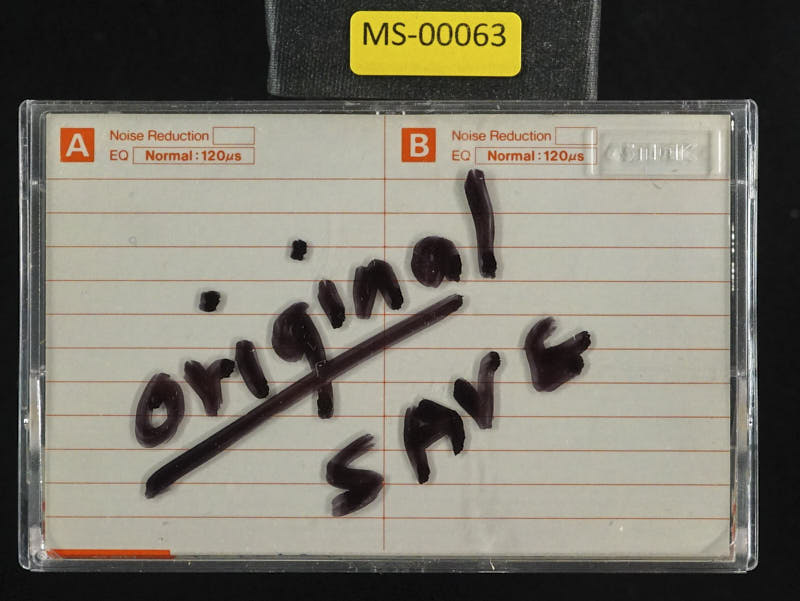 MS-00063
A Noise Reduction
EQ Normal:120μs
B Noise Reduction
EQ Normal:120μs
original
SAVE